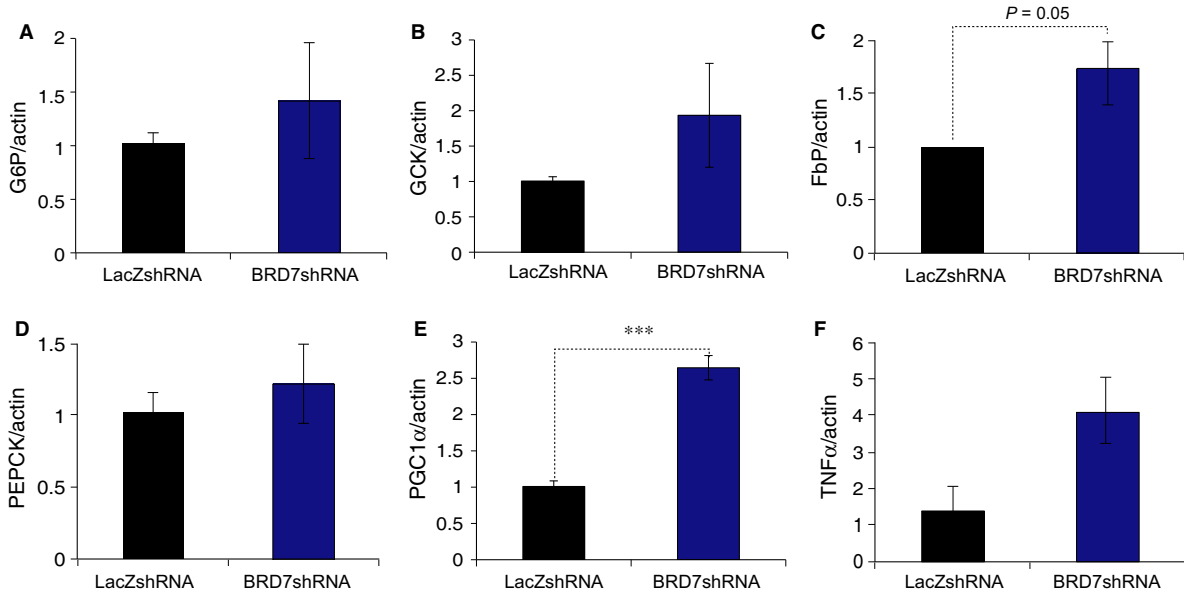 A
G6P/actin
2
1.5
1
0.5
0
LacZshRNA BRD7shRNA
B
GCK/actin
3
2.5
2
1.5
1
0.5
0
LacZshRNA BRD7shRNA
C
P = 0.05
FbP/actin
2
1.5
1
0.5
0
LacZshRNA BRD7shRNA
D
PEPCK/actin
1.5
1
0.5
0
LacZshRNA BRD7shRNA
E
***
PGC1α/actin
3
2.5
2
1.5
1
0.5
0
LacZshRNA BRD7shRNA
F
TNFα/actin
6
5
4
3
2
1
0
LacZshRNA BRD7shRNA